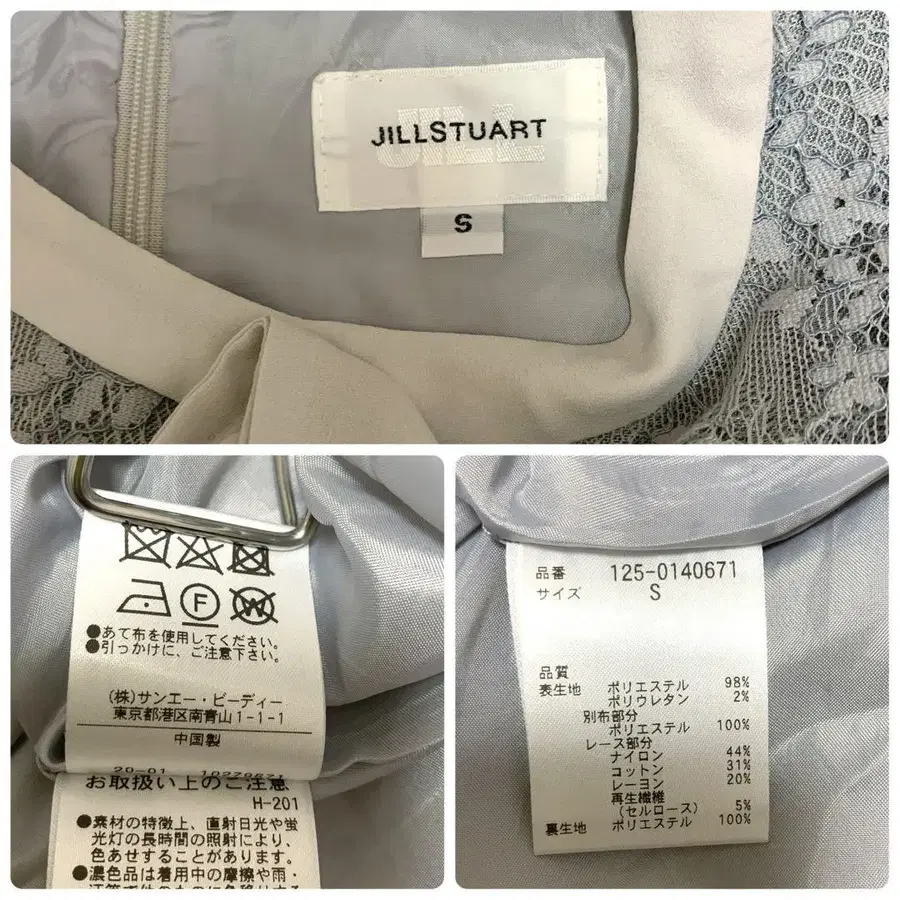 JILLSTUART
JILL
S
F
W
●あて布を使用してください。
●引っかけに、ご注意下さい。
(株)サンエー・ビーディー
東京都港区南青山1-1-1
中国製
20-01
お取扱い上のご注意
H-201
●素材の特徴上、直射日光や蛍
光灯の長時間の照射により、
色あせすることがあります。
●濃色品は着用中の摩擦や雨・
品番 125-0140671
サイズ S
品質
表生地 ポリエステル 98%
ポリウレタン 2%
別布部分
ポリエステル 100%
レース部分
ナイロン 44%
コットン 31%
レーヨン 20%
再生繊維
(セルロース) 5%
裏生地 ポリエステル 100%